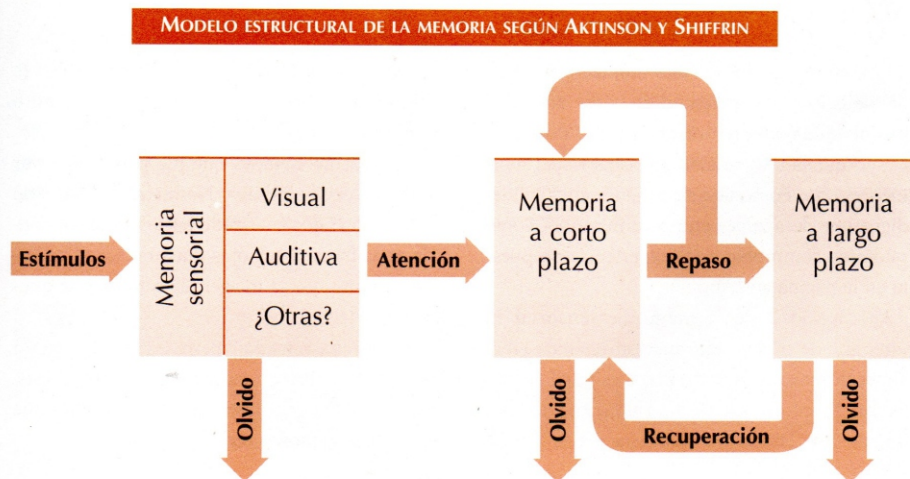 MODELO ESTRUCTURAL DE LA MEMORIA SEGÚN AKTINSON Y SHIFFRIN
Estímulos
Memoria
sensorial
Visual
Auditiva
¿Otras?
Atención
Memoria
a corto
plazo
Repaso
Memoria
a largo
plazo
Olvido
Olvido
Recuperación
Olvido